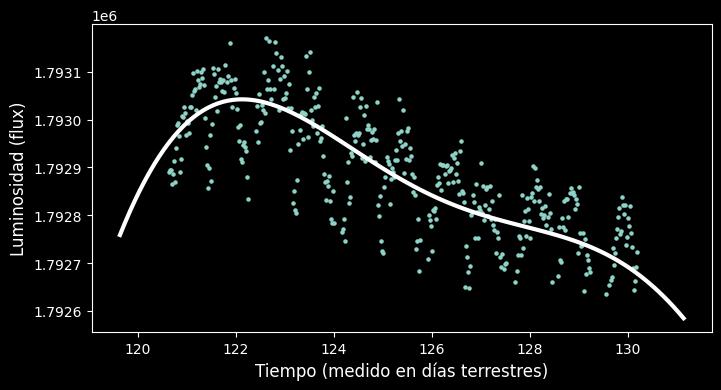 1e6
1.7931
1.7930
1.7929
1.7928
1.7927
1.7926
Luminosidad (flux)
120 122 124 126 128 130
Tiempo (medido en días terrestres)